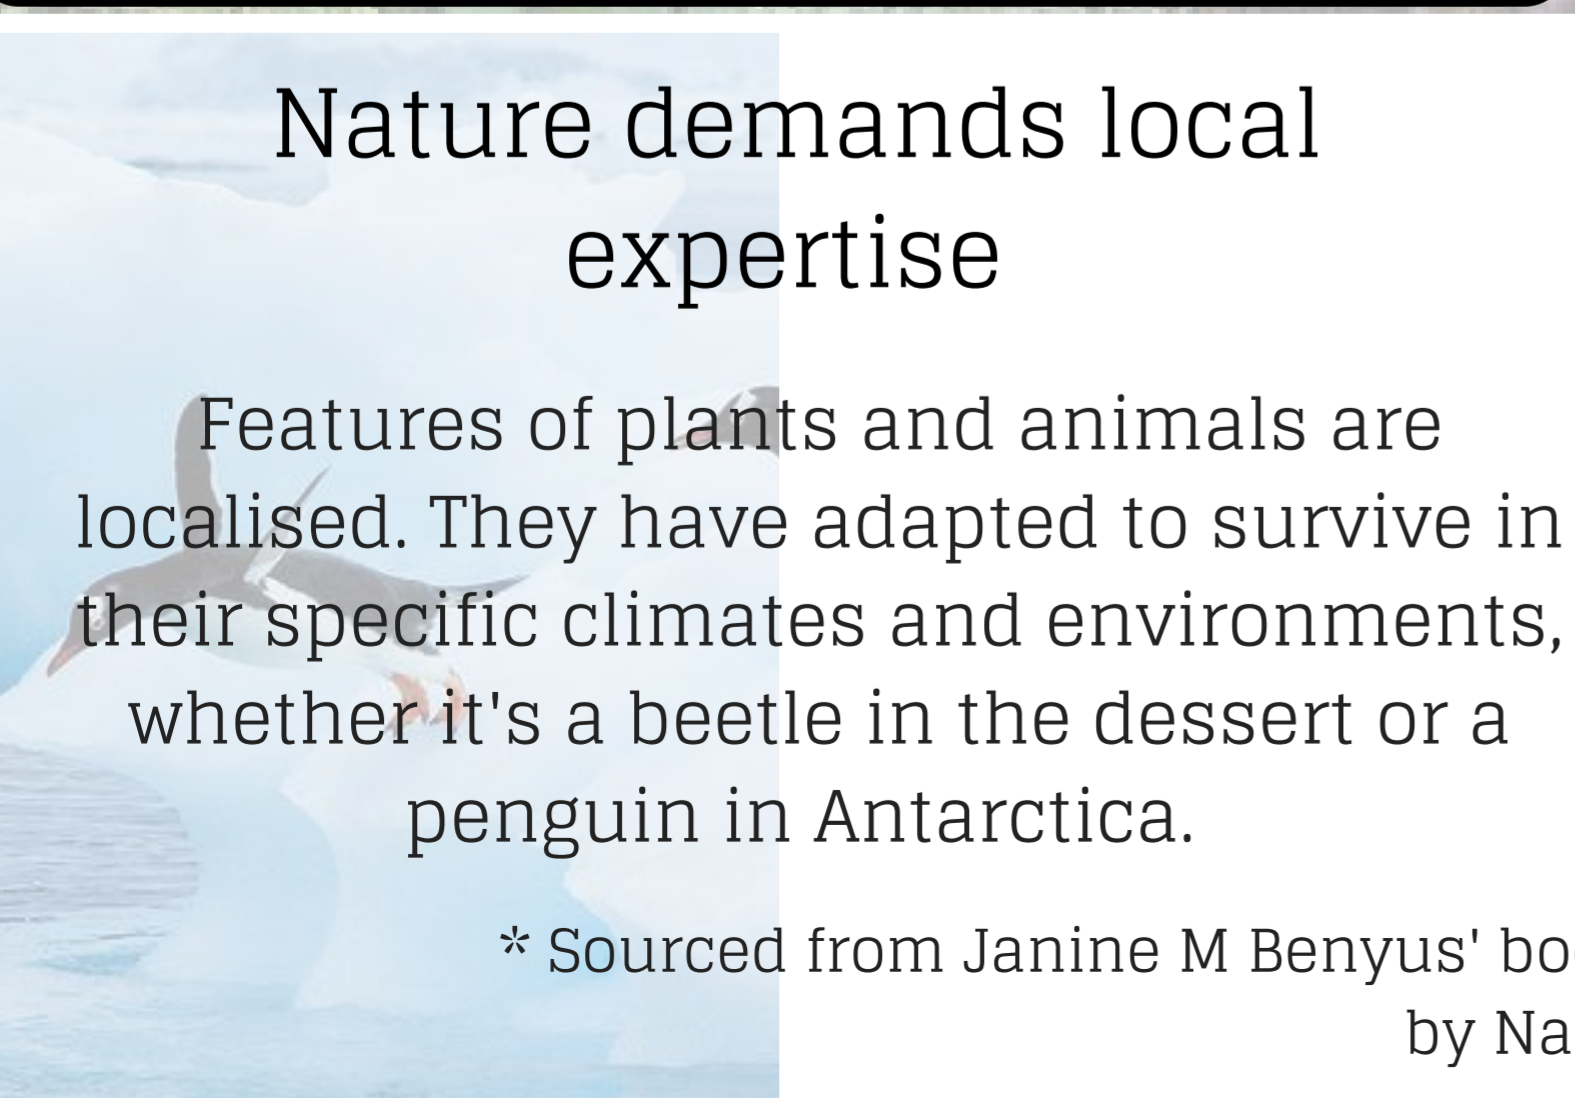 Nature demands local
expertise
Features of plants and animals are
localised. They have adapted to survive in
their specific climates and environments,
whether it's a beetle in the dessert or a
penguin in Antarctica.
* Sourced from Janine M Benyus'
by